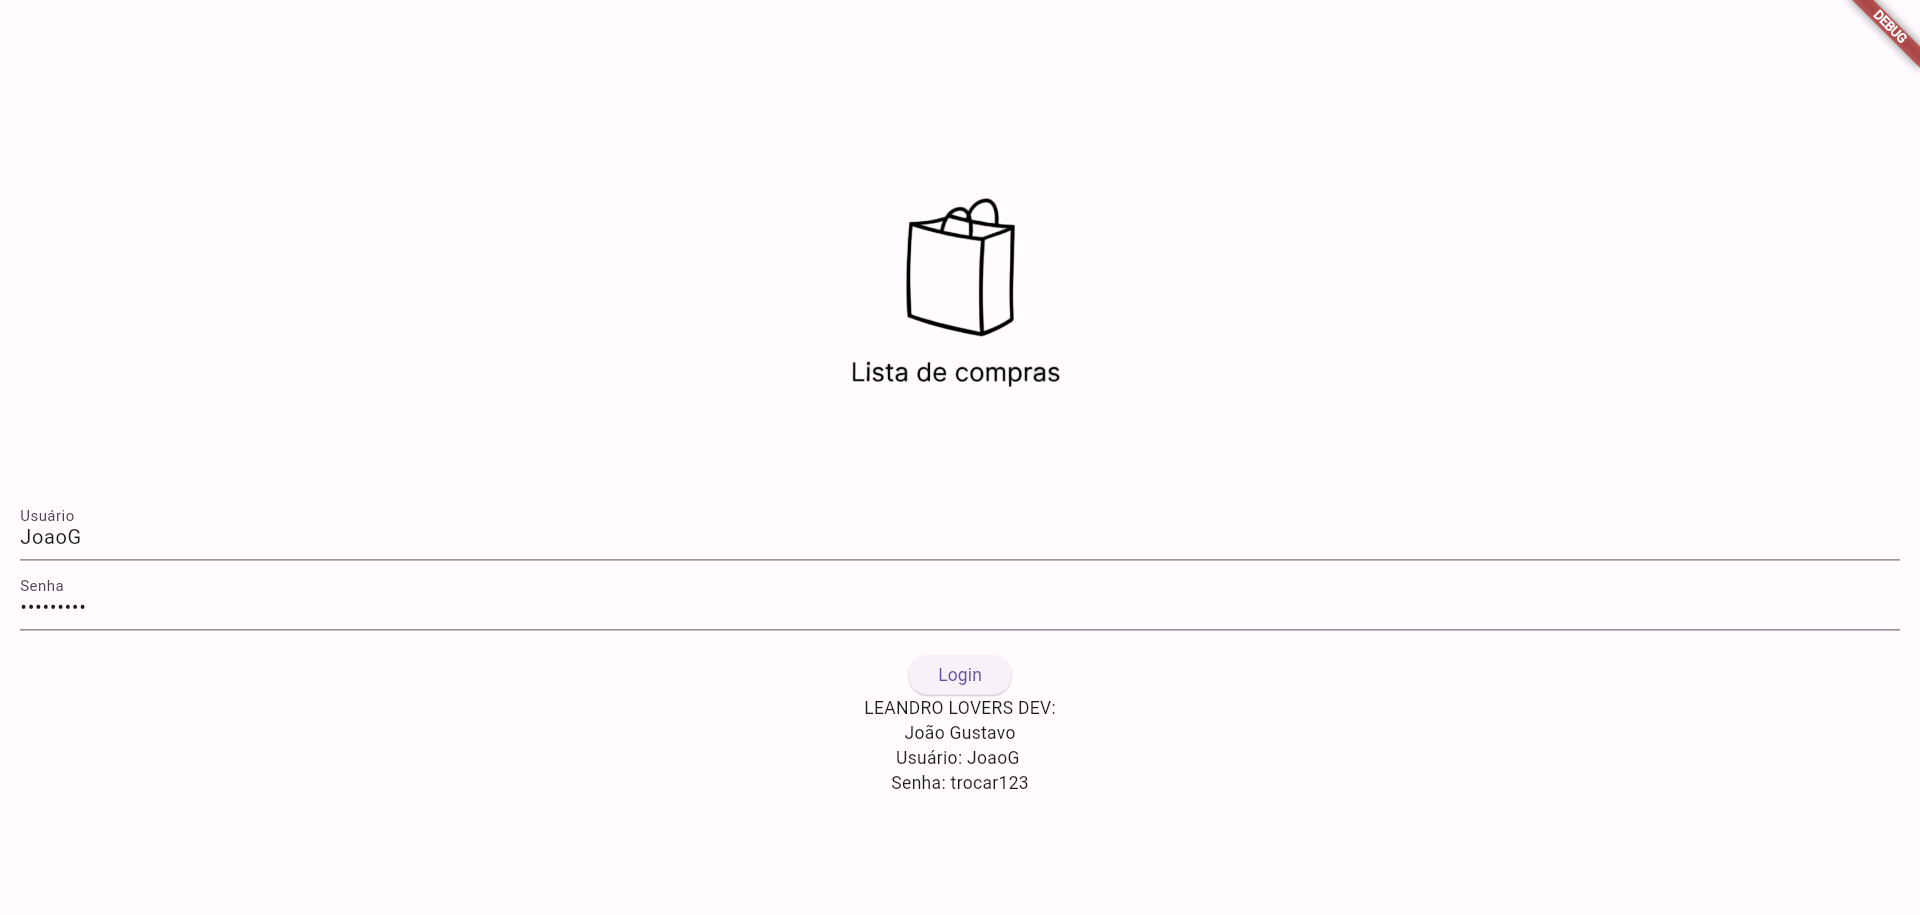 DEBUG
Lista de compras
Usuário
JoaoG
Senha
•••••••••
Login
LEANDRO LOVERS DEV:
João Gustavo
Usuário: JoaoG
Senha: trocar123